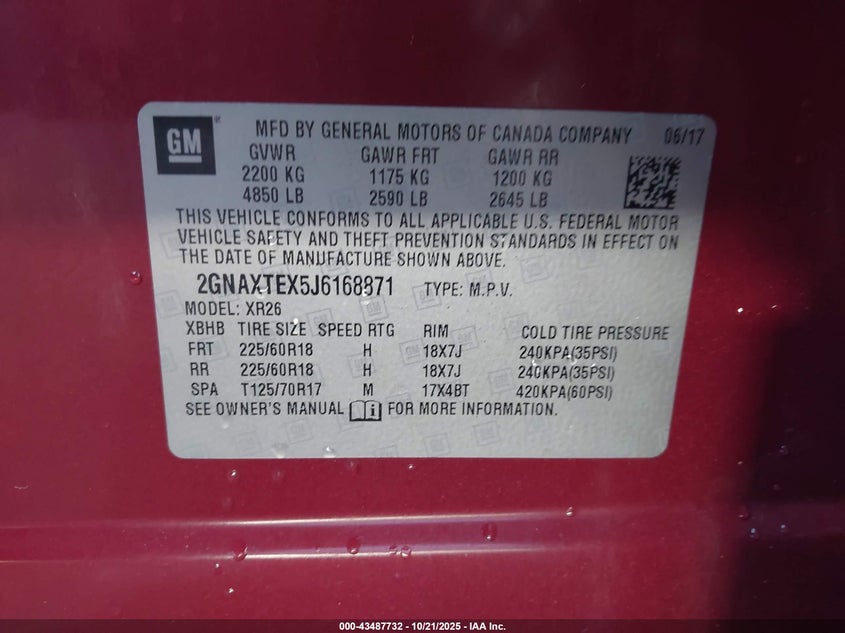 GM
MFD BY GENERAL MOTORS OF CANADA COMPANY 06/17
GVWR GAWR FRT GAWR RR
2200 KG 1175 KG 1200 KG
4850 LB 2590 LB 2645 LB
THIS VEHICLE CONFORMS TO ALL APPLICABLE U.S. FEDERAL MOTOR
VEHICLE SAFETY AND THEFT PREVENTION STANDARDS IN EFFECT ON
THE DATE OF MANUFACTURE SHOWN ABOVE.
2GNAXTEX5J6168871 TYPE: M.P.V.
MODEL: XR26
XBHB TIRE SIZE SPEED RTG RIM COLD TIRE PRESSURE
FRT 225/60R18 H 18X7J 240KPA(35PSI)
RR 225/60R18 H 18X7J 240KPA(35PSI)
SPA T125/70R17 M 17X4BT 420KPA(60PSI)
SEE OWNER'S MANUAL FOR MORE INFORMATION.
000-43487732 - 10/21/2025 - IAA Inc.